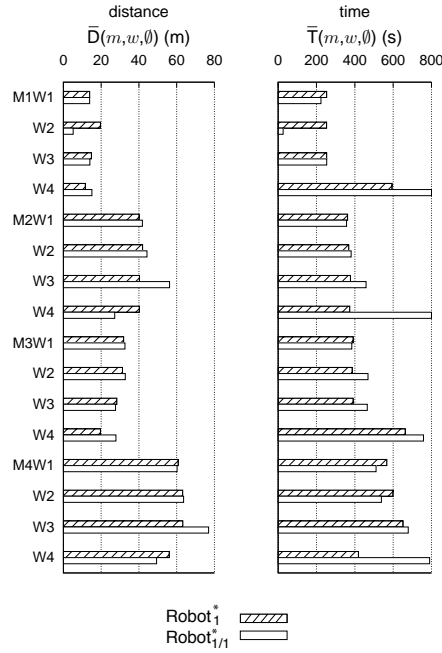 distance
time
D̅(m,w,∅) (m)
T̅(m,w,∅) (s)
0 20 40 60 80
0 200 400 600 800
M1W1
W2
W3
W4
M2W1
W2
W3
W4
M3W1
W2
W3
W4
M4W1
W2
W3
W4
Robot*1
Robot*1/1